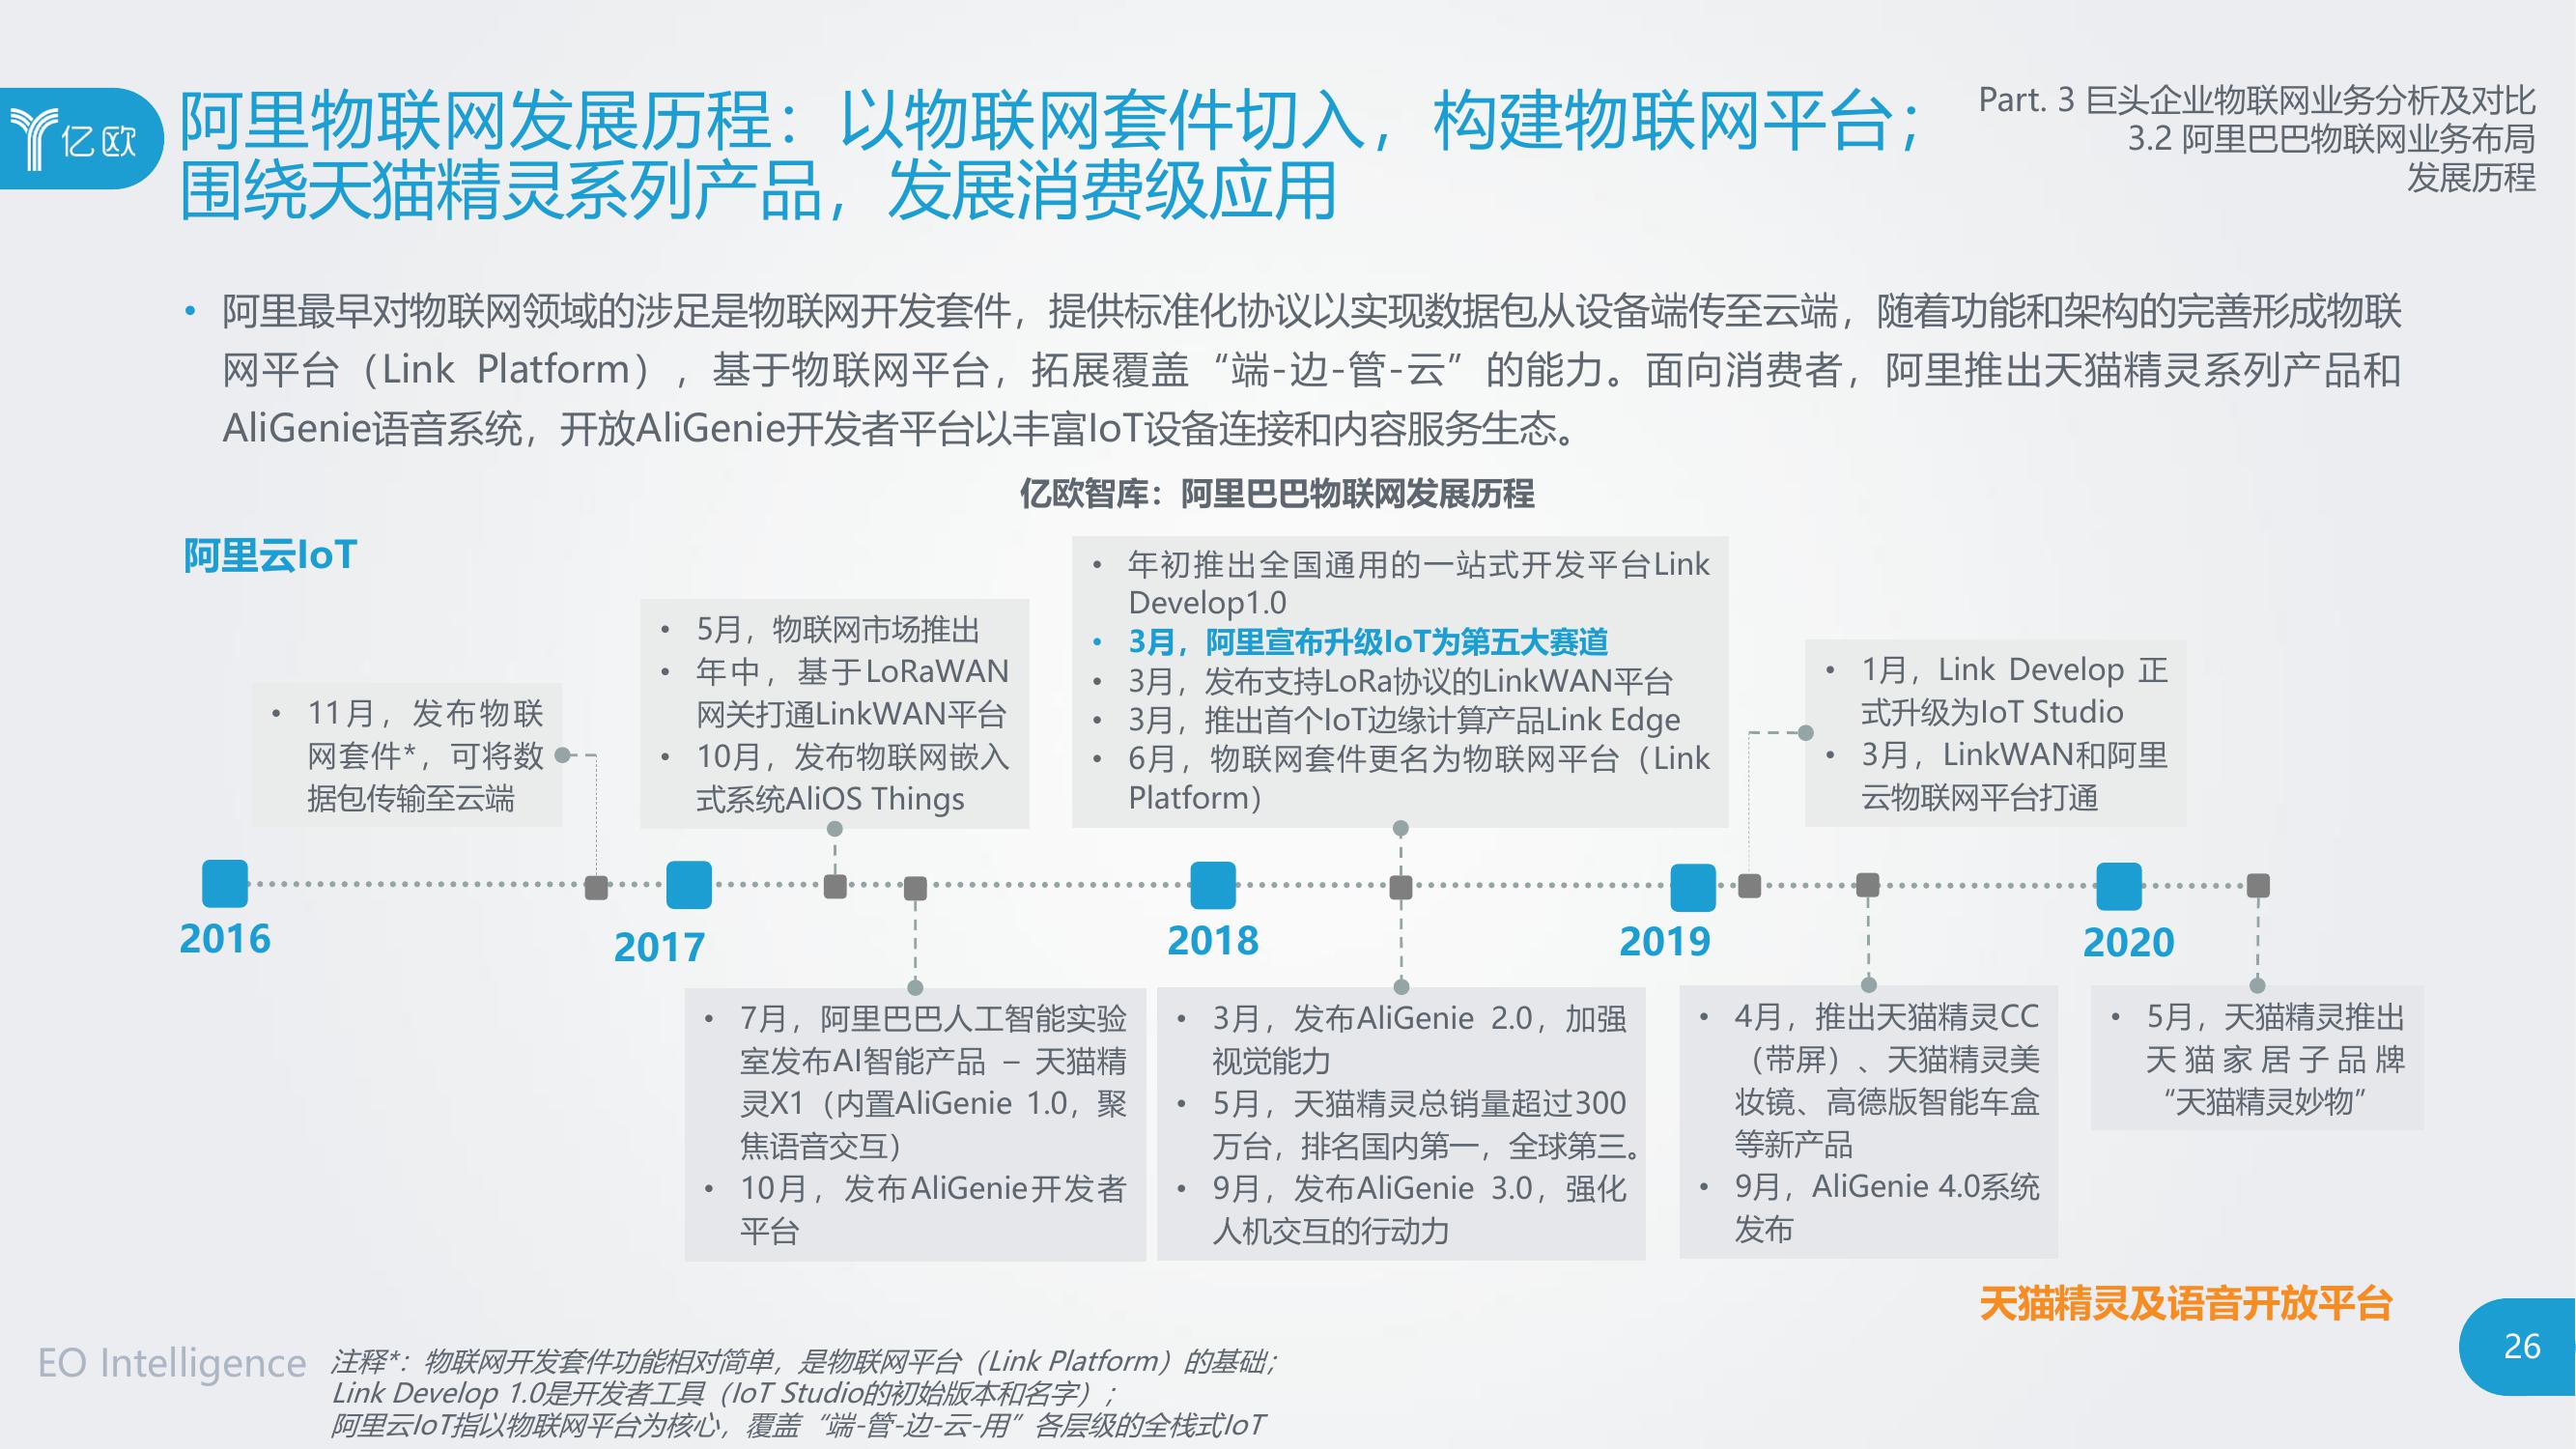 亿欧
阿里物联网发展历程：以物联网套件切入，构建物联网平台；
围绕天猫精灵系列产品，发展消费级应用
Part. 3 巨头企业物联网业务分析及对比
3.2 阿里巴巴物联网业务布局
发展历程
• 阿里最早对物联网领域的涉足是物联网开发套件，提供标准化协议以实现数据包从设备端传至云端，随着功能和架构的完善形成物联
网平台（Link Platform），基于物联网平台，拓展覆盖“端-边-管-云”的能力。面向消费者，阿里推出天猫精灵系列产品和
AliGenie语音系统，开放AliGenie开发者平台以丰富IoT设备连接和内容服务生态。
亿欧智库：阿里巴巴物联网发展历程
阿里云IoT
• 11月，发布物联
网套件*，可将数
据包传输至云端
• 5月，物联网市场推出
• 年中，基于LoRaWAN
网关打通LinkWAN平台
• 10月，发布物联网嵌入
式系统AliOS Things
• 年初推出全国通用的一站式开发平台Link
Develop1.0
• 3月，阿里宣布升级IoT为第五大赛道
• 3月，发布支持LoRa协议的LinkWAN平台
• 3月，推出首个IoT边缘计算产品Link Edge
• 6月，物联网套件更名为物联网平台（Link
Platform）
• 1月，Link Develop 正
式升级为IoT Studio
• 3月，LinkWAN和阿里
云物联网平台打通
2016
2017
2018
2019
2020
• 7月，阿里巴巴人工智能实验
室发布AI智能产品 – 天猫精
灵X1（内置AliGenie 1.0，聚
焦语音交互）
• 10月，发布AliGenie开发者
平台
• 3月，发布AliGenie 2.0，加强
视觉能力
• 5月，天猫精灵总销量超过300
万台，排名国内第一，全球第三。
• 9月，发布AliGenie 3.0，强化
人机交互的行动力
• 4月，推出天猫精灵CC
（带屏）、天猫精灵美
妆镜、高德版智能车盒
等新产品
• 9月，AliGenie 4.0系统
发布
• 5月，天猫精灵推出
天猫家居子品牌
“天猫精灵妙物”
天猫精灵及语音开放平台
EO Intelligence
注释*：物联网开发套件功能相对简单，是物联网平台（Link Platform）的基础；
Link Develop 1.0是开发者工具（IoT Studio的初始版本和名字）；
阿里云IoT指以物联网平台为核心，覆盖“端-管-边-云-用”各层级的全栈式IoT
26